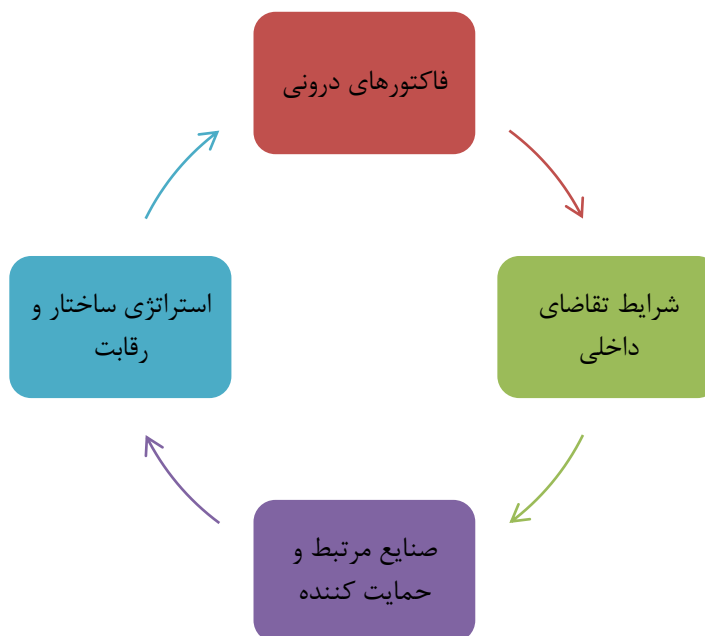 فاکتورهای درونی
شرایط تقاضای
داخلی
صنایع مرتبط و
حمایت کننده
استراتژی ساختار و
رقابت